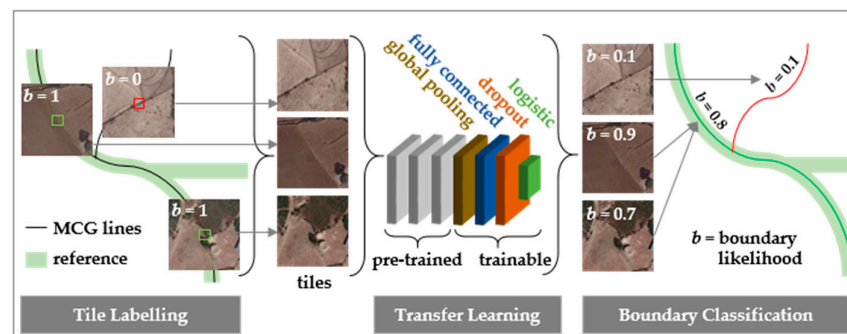 b = 1
b = 0
b = 1
MCG lines
reference
Tile Labelling
tiles
global pooling
fully connected
dropout
logistic
pre-trained
trainable
Transfer Learning
b = 0.1
b = 0.9
b = 0.7
b = 0.8
b = 0.1
b = boundary
likelihood
Boundary Classification